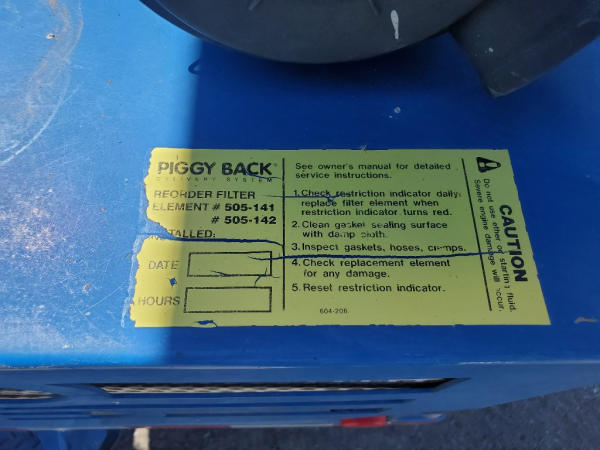 PIGGY BACK
DELIVERY SYSTEM
REORDER FILTER
ELEMENT # 505-141
# 505-142
INSTALLED:
DATE
HOURS
See owner's manual for detailed
service instructions.
1. Check restriction indicator daily;
replace filter element when
restriction indicator turns red.
2. Clean gasket sealing surface
with damp cloth.
3. Inspect gaskets, hoses, clamps.
4. Check replacement element
for any damage.
5. Reset restriction indicator.
604-206
CAUTION
Do not use ether or starting fluid.
Severe engine damage will occur.